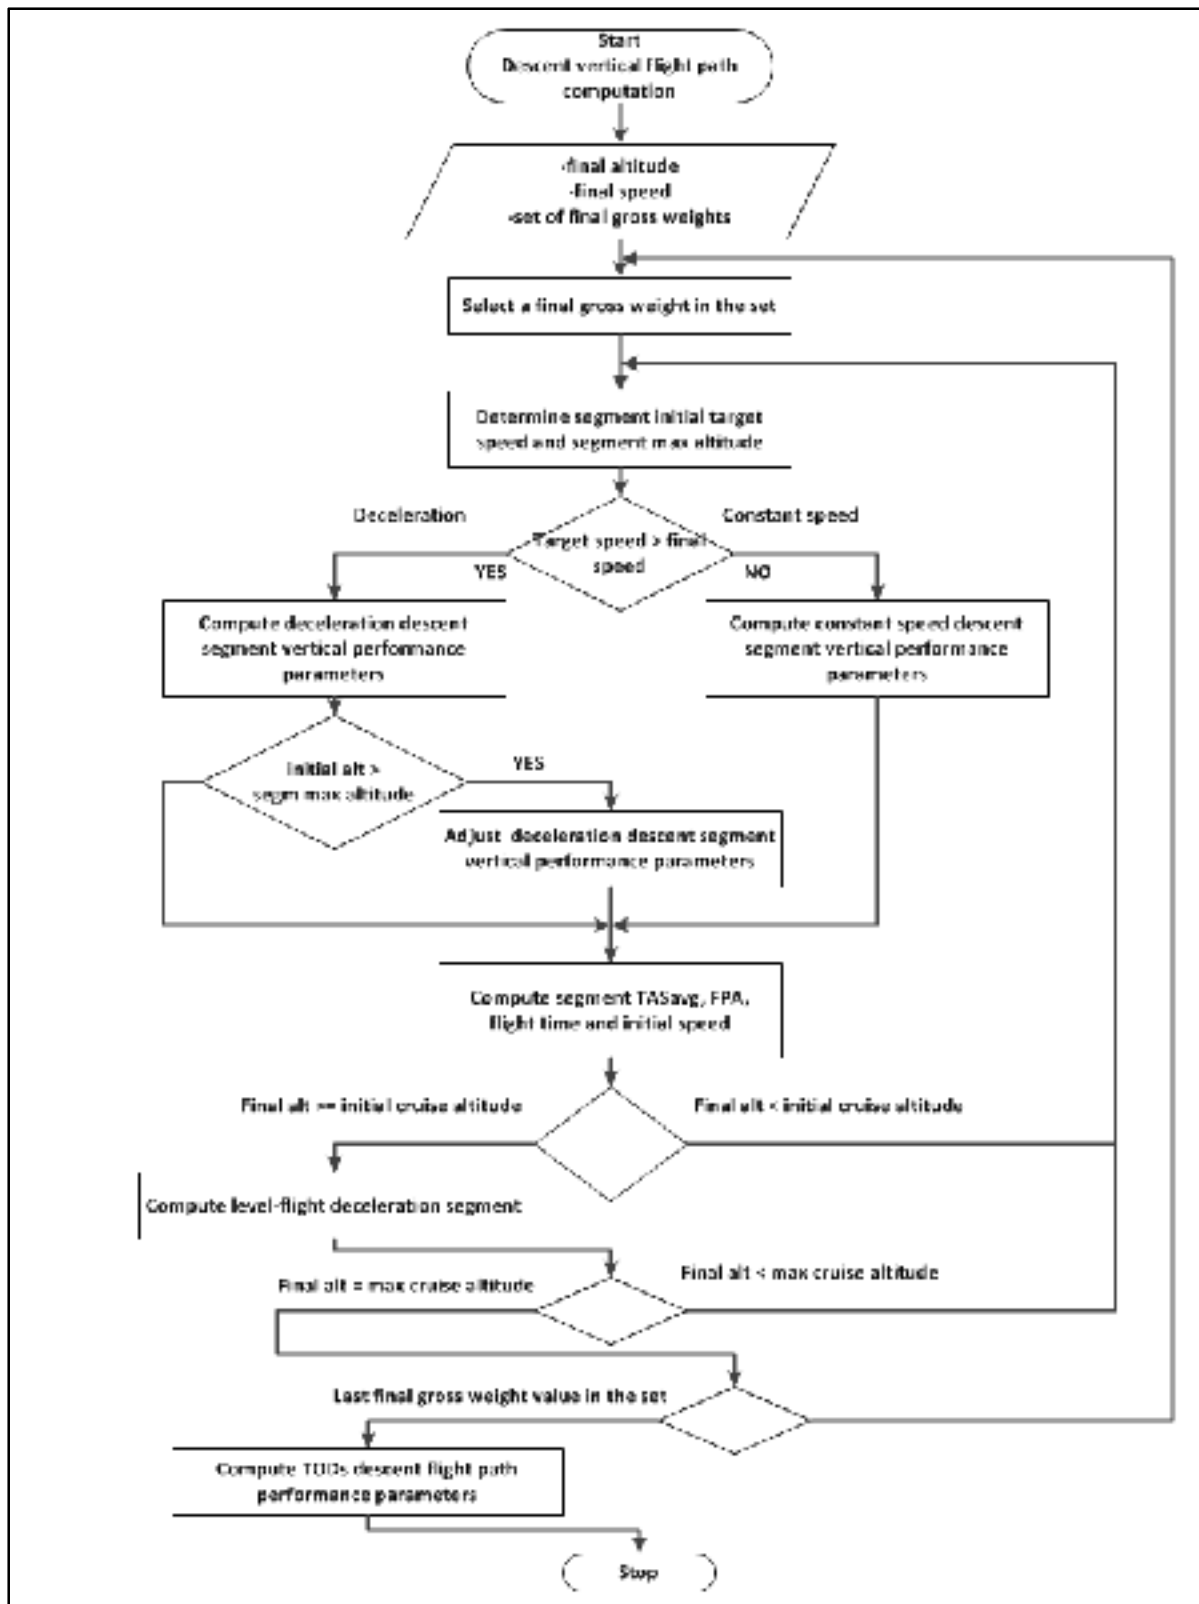 Start
Descent vertical flight path
computation
-final altitude
-final speed
-set of final gross weights
Select a final gross weight in the set
Determine segment initial target
speed and segment max altitude
Deceleration
Constant speed
Target speed > final
speed
YES
NO
Compute deceleration descent
segment vertical performance
parameters
Compute constant speed descent
segment vertical performance
parameters
Initial alt >
segm max altitude
YES
Adjust deceleration descent segment
vertical performance parameters
Compute segment TASavg, FPA,
flight time and initial speed
Final alt >= initial cruise altitude
Final alt < initial cruise altitude
Compute level-flight deceleration segment
Final alt = max cruise altitude
Final alt < max cruise altitude
Last final gross weight value in the set
Compute TODs descent flight path
performance parameters
Stop